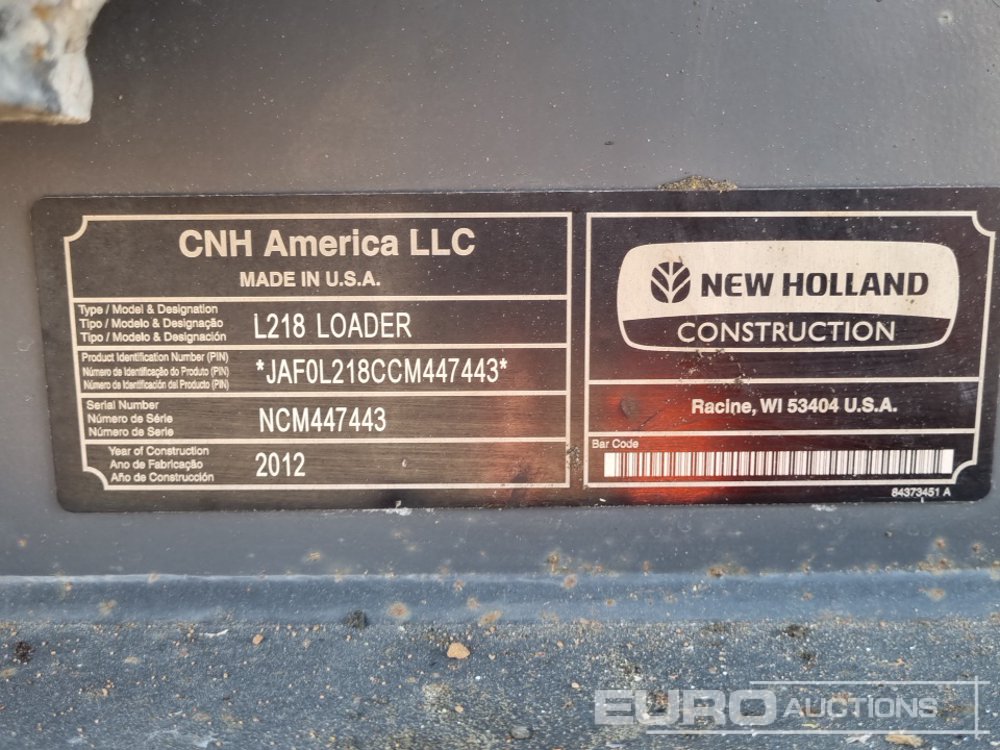 CNH America LLC
MADE IN U.S.A.
Type / Model & Designation
Tipo / Modelo & Designação
Tipo / Modelo & Designación
L218 LOADER
Product Identification Number (PIN)
Número de Identificação do Produto (PIN)
Número de Identificación del Producto (PIN)
*JAF0L218CCM447443*
Serial Number
Número de Série
Número de Serie
NCM447443
Year of Construction
Ano de Fabricação
Año de Construcción
2012
NEW HOLLAND
CONSTRUCTION
Racine, WI 53404 U.S.A.
Bar Code
84373451 A
EURO AUCTIONS